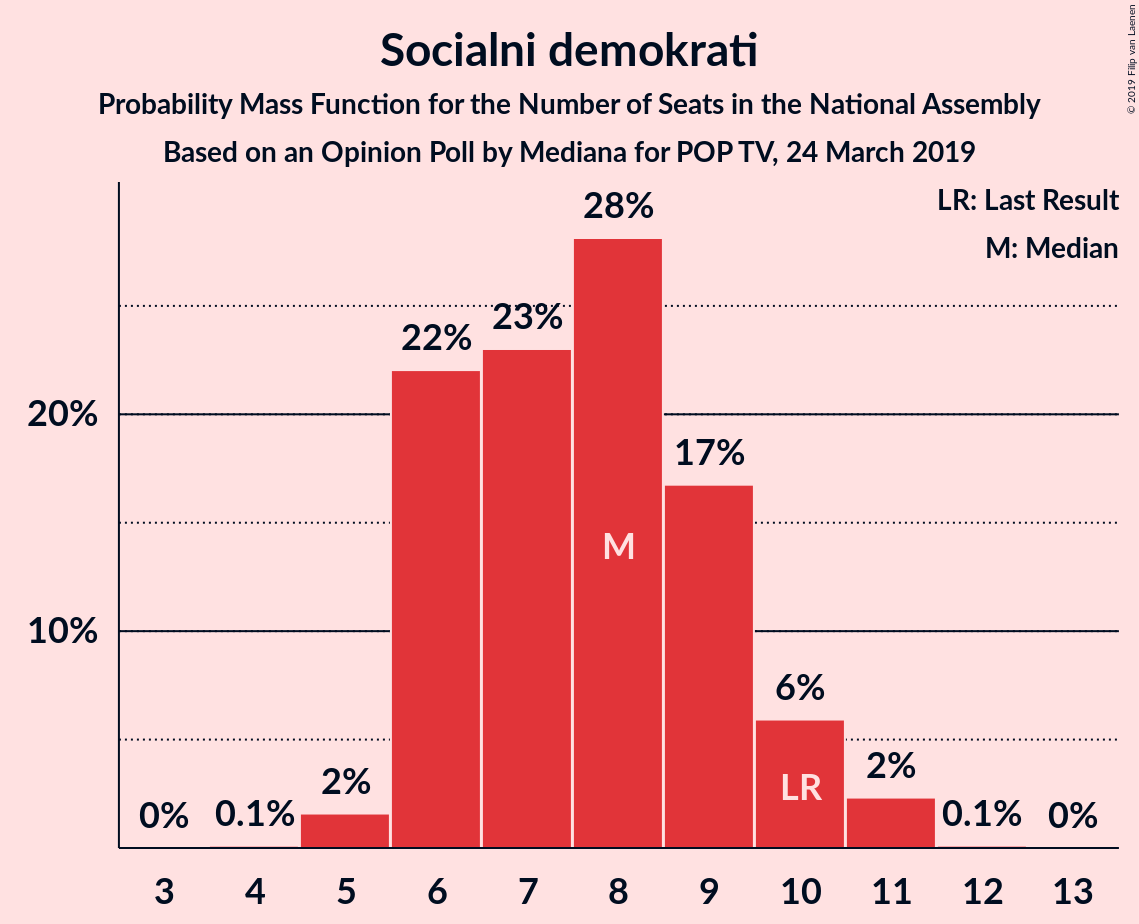 Socialni demokrati
Probability Mass Function for the Number of Seats in the National Assembly
Based on an Opinion Poll by Mediana for POP TV, 24 March 2019
© 2019 Filip van Laenen
LR: Last Result
M: Median
28%
23%
22%
20%
17%
M
10%
6%
LR
2%
2%
0%
0.1%
0.1%
0%
3 4 5 6 7 8 9 10 11 12 13